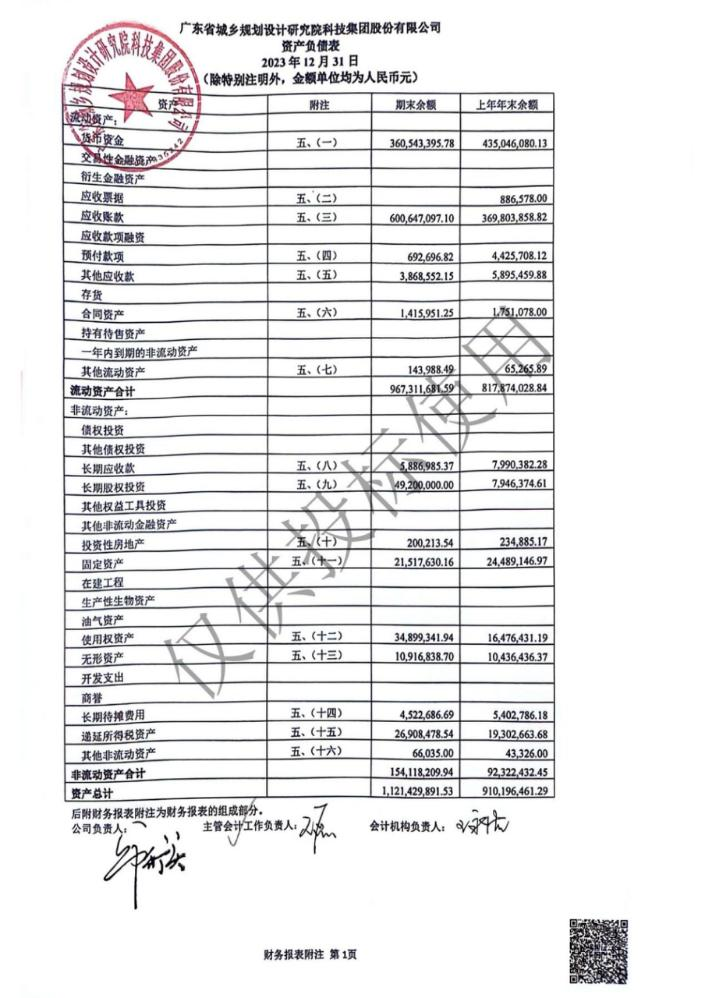 广东省城乡规划设计研究院科技集团股份有限公司
资产负债表
2023 年 12 月 31 日
（除特别注明外，金额单位均为人民币元）
资产 附注 期末余额 上年年末余额
流动资产：
货币资金 五、（一） 360,543,395.78 435,046,080.13
交易性金融资产
衍生金融资产
应收票据 五、（二） 886,578.00
应收账款 五、（三） 600,647,097.10 369,803,858.82
应收款项融资
预付款项 五、（四） 692,696.82 4,425,708.12
其他应收款 五、（五） 3,868,552.15 5,895,459.88
存货
合同资产 五、（六） 1,415,951.25 1,751,078.00
持有待售资产
一年内到期的非流动资产
其他流动资产 五、（七） 143,988.49 65,265.89
流动资产合计 967,311,681.59 817,874,028.84
非流动资产：
债权投资
其他债权投资
长期应收款 五、（八） 5,886,985.37 7,990,382.28
长期股权投资 五、（九） 49,200,000.00 7,946,374.61
其他权益工具投资
其他非流动金融资产
投资性房地产 五、（十） 200,213.54 234,885.17
固定资产 五、（十一） 21,517,630.16 24,489,146.97
在建工程
生产性生物资产
油气资产
使用权资产 五、（十二） 34,899,341.94 16,476,431.19
无形资产 五、（十三） 10,916,838.70 10,436,436.37
开发支出
商誉
长期待摊费用 五、（十四） 4,522,686.69 5,402,786.18
递延所得税资产 五、（十五） 26,908,478.54 19,302,663.68
其他非流动资产 五、（十六） 66,035.00 43,326.00
非流动资产合计 154,118,209.94 92,322,432.45
资产总计 1,121,429,891.53 910,196,461.29
后附财务报表附注为财务报表的组成部分。
公司负责人： 主管会计工作负责人： 会计机构负责人：
财务报表附注 第 1页
仅供投标使用